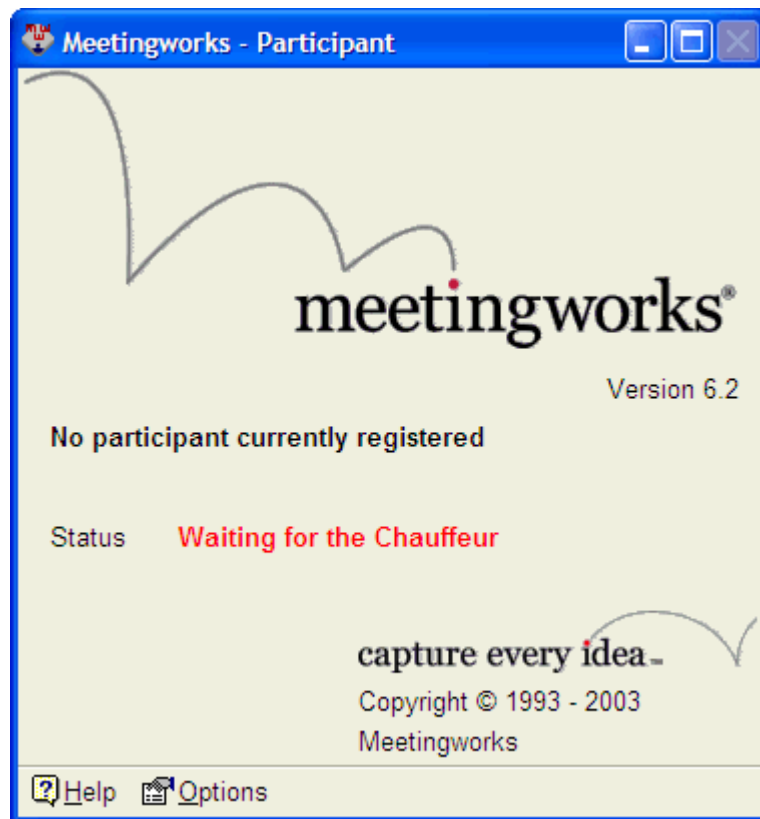 Meetingworks - Participant
meetingworks®
Version 6.2
No participant currently registered
Status Waiting for the Chauffeur
capture every idea™
Copyright © 1993 - 2003
Meetingworks
Help Options